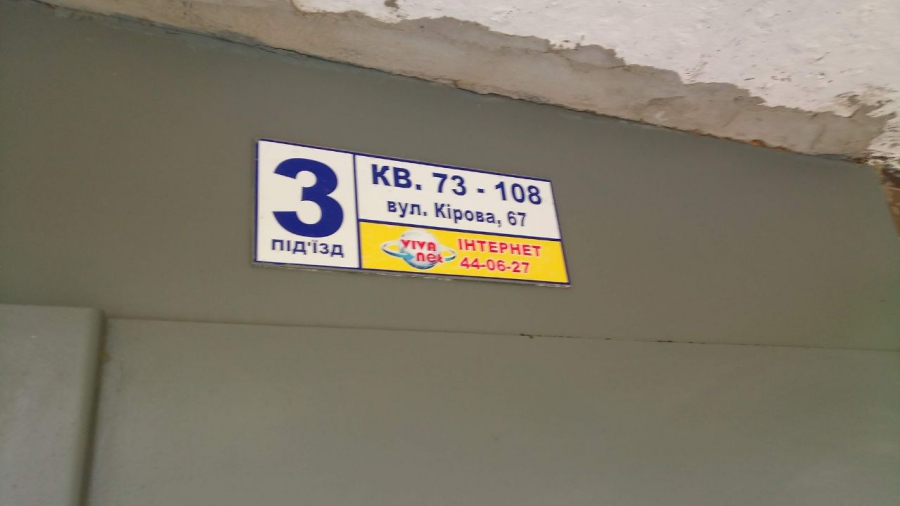 3
ПІД'ЇЗД
КВ. 73 - 108
вул. Кірова, 67
VIVA
net
ІНТЕРНЕТ
44-06-27